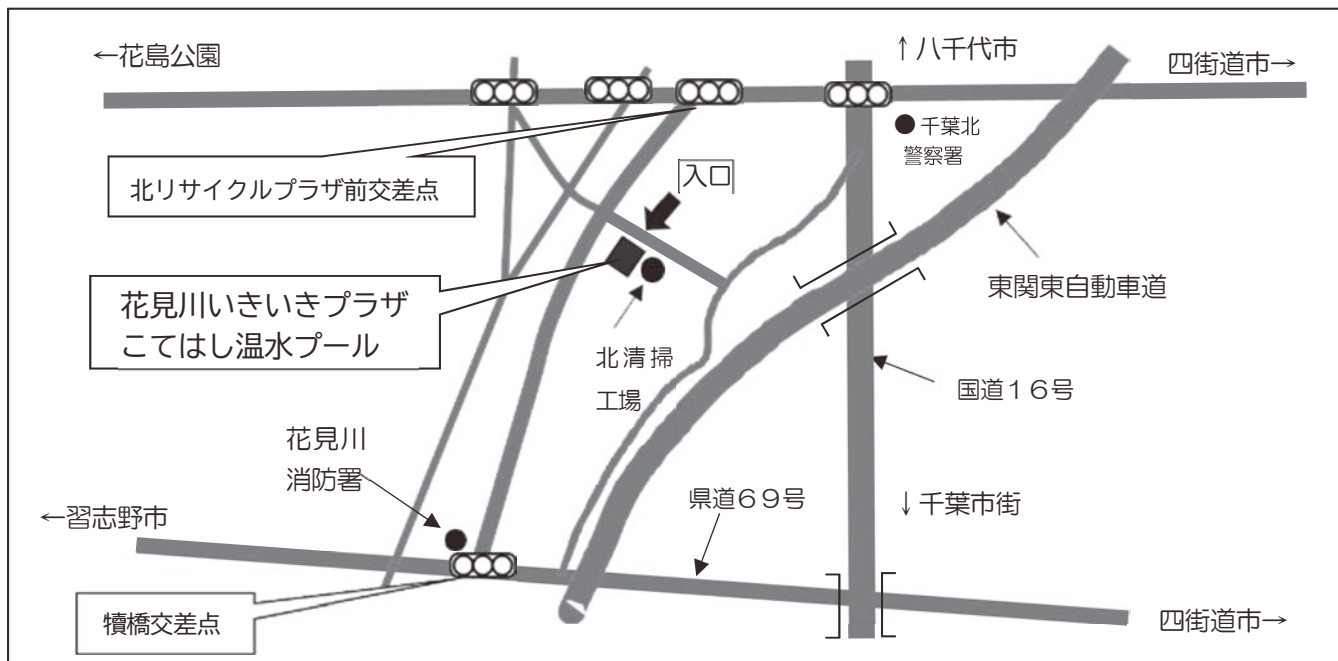 ←花島公園
↑八千代市
四街道市→
●千葉北
警察署
北リサイクルプラザ前交差点
入口
花見川いきいきプラザ
こてはし温水プール
東関東自動車道
北清掃
工場
国道16号
花見川
消防署
県道69号
↓千葉市街
←習志野市
犢橋交差点
四街道市→